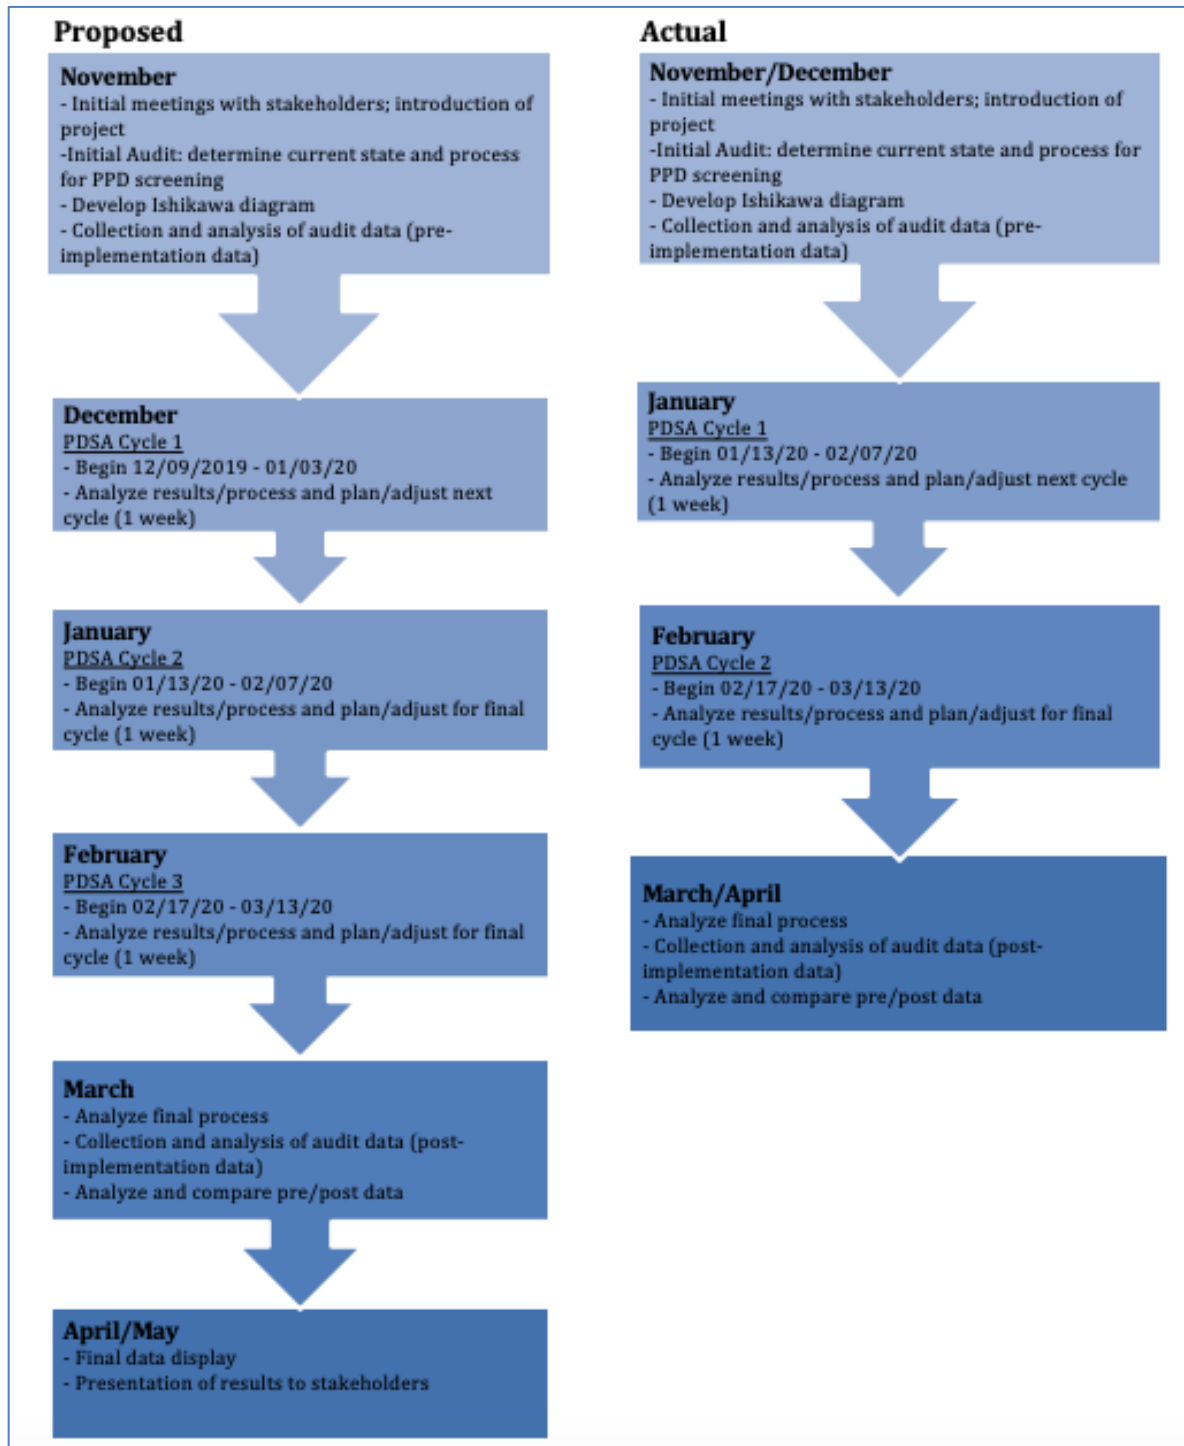 Proposed
November
- Initial meetings with stakeholders; introduction of
project
-Initial Audit: determine current state and process
for PPD screening
- Develop Ishikawa diagram
- Collection and analysis of audit data (pre-
implementation data)
December
PDSA Cycle 1
- Begin 12/09/2019 - 01/03/20
- Analyze results/process and plan/adjust next
cycle (1 week)
January
PDSA Cycle 2
- Begin 01/13/20 - 02/07/20
- Analyze results/process and plan/adjust for final
cycle (1 week)
February
PDSA Cycle 3
- Begin 02/17/20 - 03/13/20
- Analyze results/process and plan/adjust for final
cycle (1 week)
March
- Analyze final process
- Collection and analysis of audit data (post-
implementation data)
- Analyze and compare pre/post data
April/May
- Final data display
- Presentation of results to stakeholders
Actual
November/December
- Initial meetings with stakeholders; introduction of
project
-Initial Audit: determine current state and process for
PPD screening
- Develop Ishikawa diagram
- Collection and analysis of audit data (pre-
implementation data)
January
PDSA Cycle 1
- Begin 01/13/20 - 02/07/20
- Analyze results/process and plan/adjust next cycle
(1 week)
February
PDSA Cycle 2
- Begin 02/17/20 - 03/13/20
- Analyze results/process and plan/adjust for final
cycle (1 week)
March/April
- Analyze final process
- Collection and analysis of audit data (post-
implementation data)
- Analyze and compare pre/post data